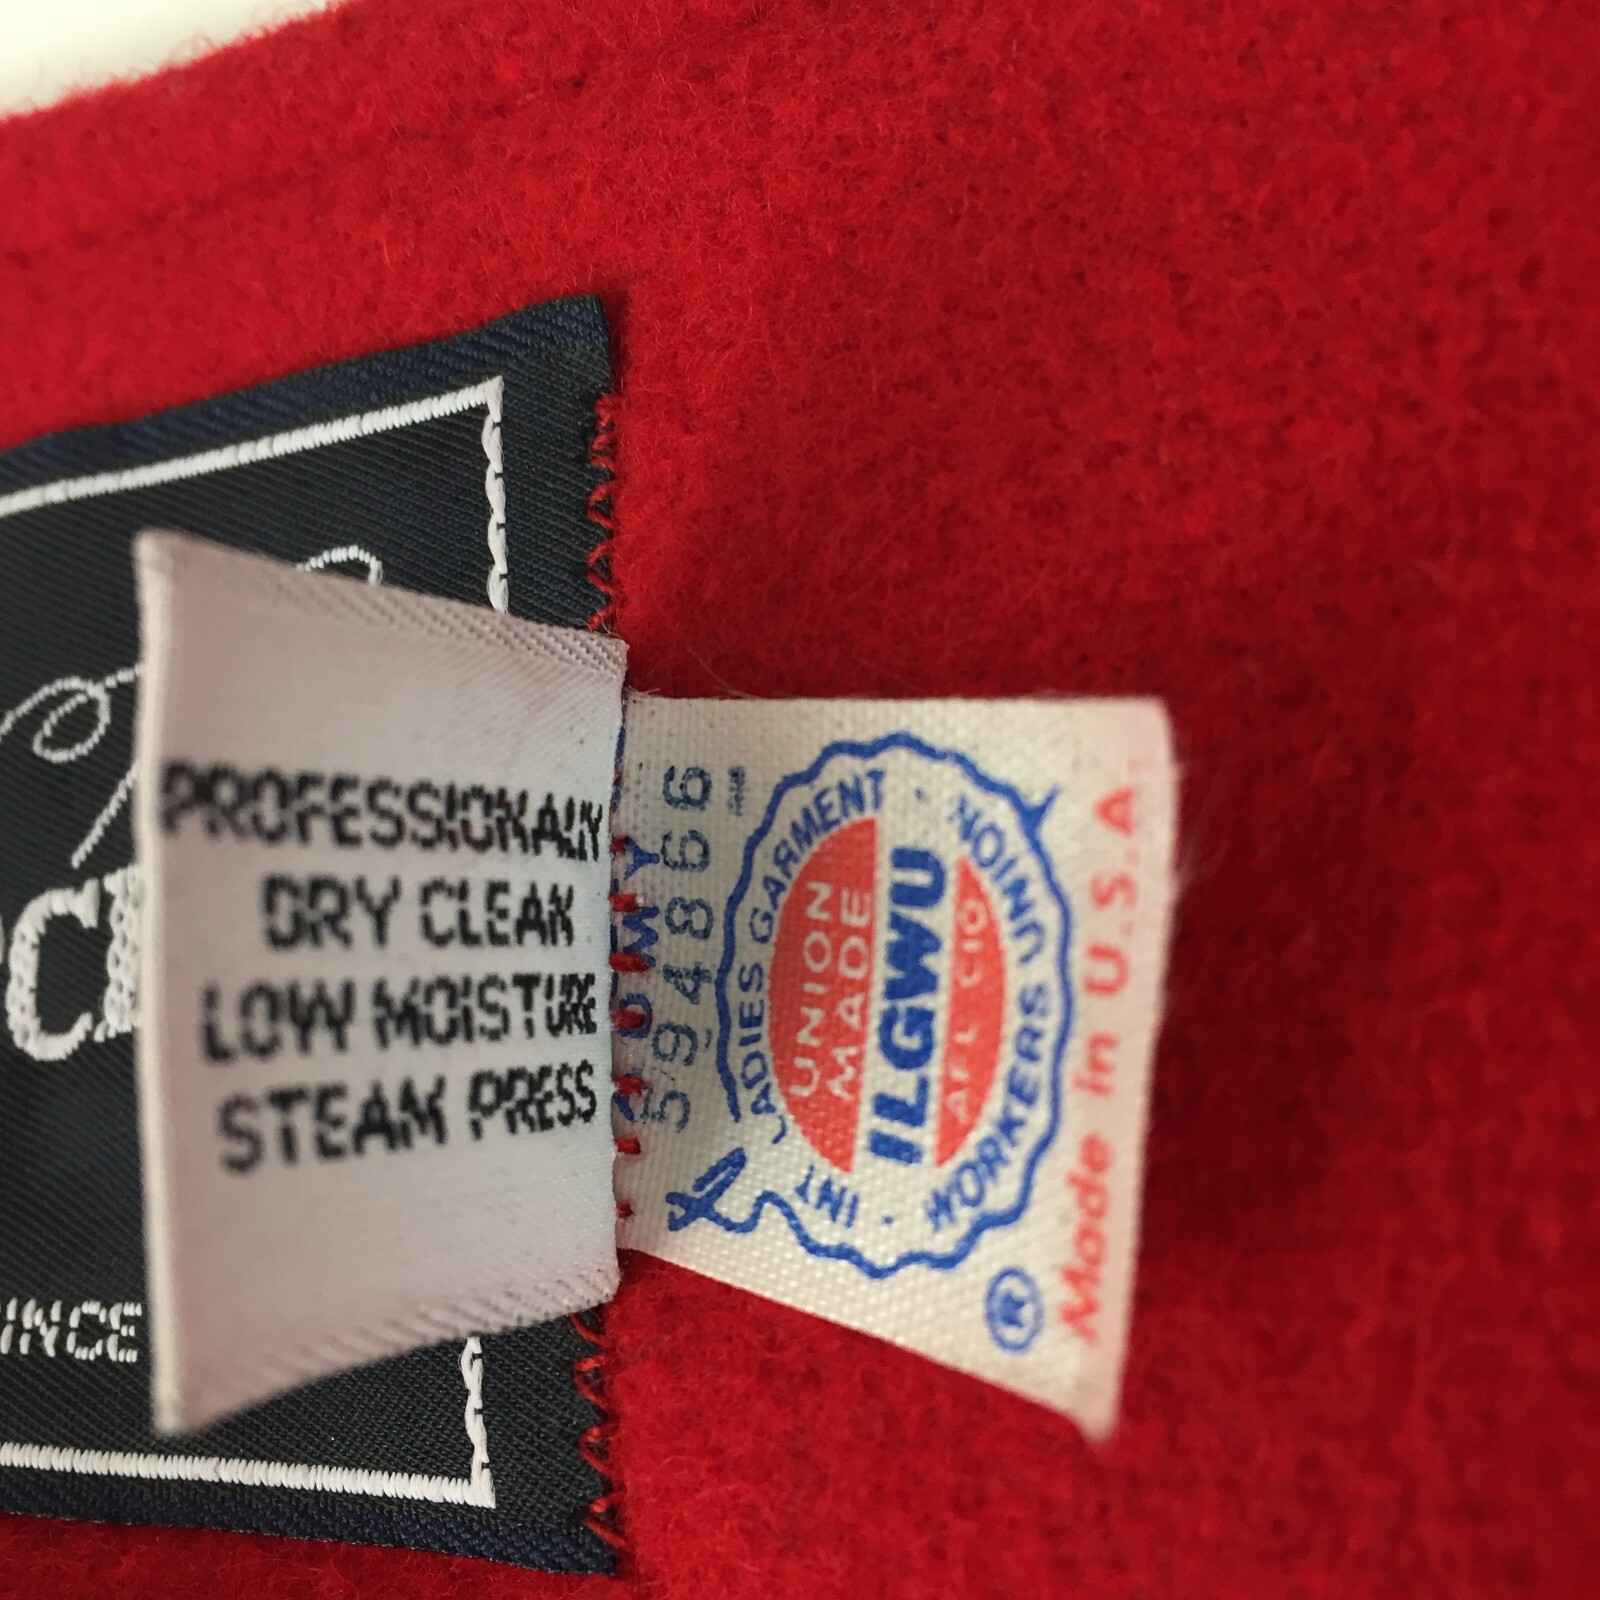 PROFESSIONALLY
DRY CLEAN
LOW MOISTURE
STEAM PRESS
594866
INT LADIES GARMENT · WORKERS UNION ·
UNION
MADE
ILGWU
AFL CIO
®
Made in U.S.A.